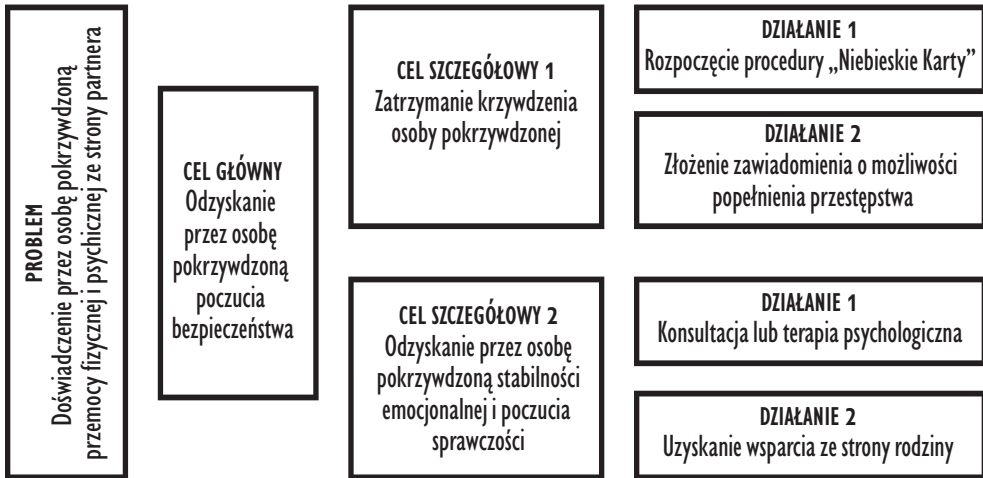 PROBLEM
Doświadczenie przez osobę pokrzywdzoną
przemocy fizycznej i psychicznej ze strony partnera
CEL GŁÓWNY
Odzyskanie
przez osobę
pokrzywdzoną
poczucia
bezpieczeństwa
CEL SZCZEGÓŁOWY 1
Zatrzymanie krzywdzenia
osoby pokrzywdzonej
DZIAŁANIE 1
Rozpoczęcie procedury „Niebieskie Karty”
DZIAŁANIE 2
Złożenie zawiadomienia o możliwości
popełnienia przestępstwa
CEL SZCZEGÓŁOWY 2
Odzyskanie przez osobę
pokrzywdzoną stabilności
emocjonalnej i poczucia
sprawczości
DZIAŁANIE 1
Konsultacja lub terapia psychologiczna
DZIAŁANIE 2
Uzyskanie wsparcia ze strony rodziny